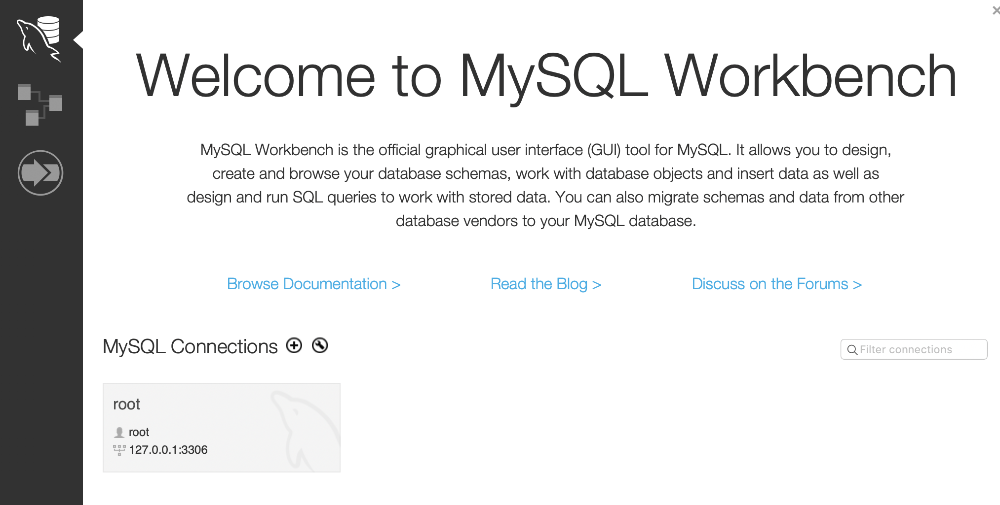 Welcome to MySQL Workbench
MySQL Workbench is the official graphical user interface (GUI) tool for MySQL. It allows you to design,
create and browse your database schemas, work with database objects and insert data as well as
design and run SQL queries to work with stored data. You can also migrate schemas and data from other
database vendors to your MySQL database.
Browse Documentation >
Read the Blog >
Discuss on the Forums >
MySQL Connections
Filter connections
root
root
127.0.0.1:3306